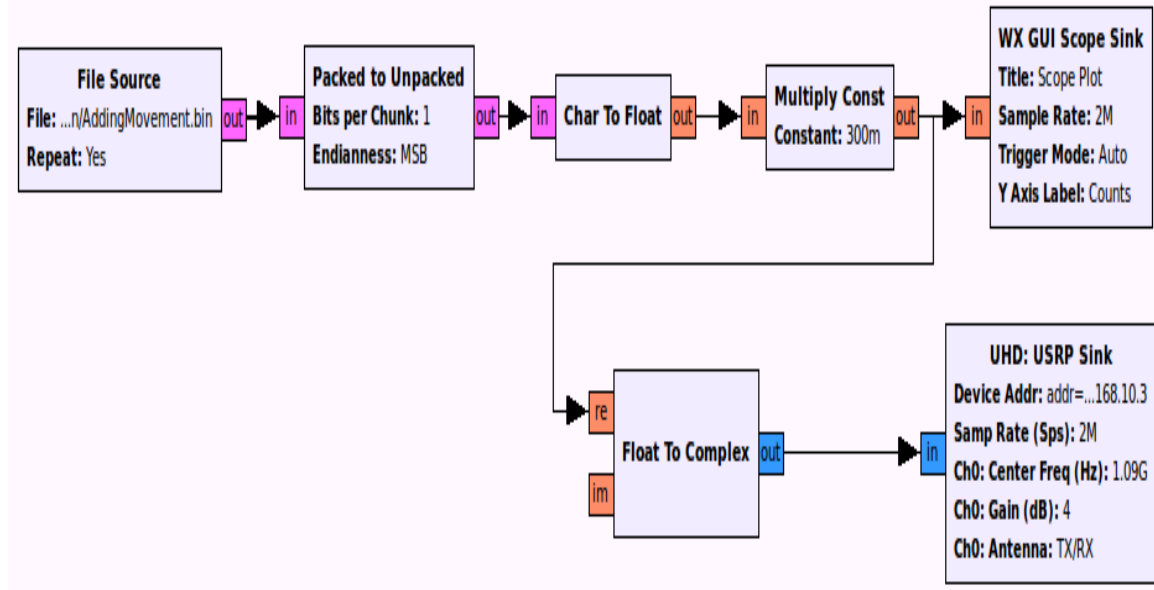 File Source
File: ...n/AddingMovement.bin
Repeat: Yes
out
in
Packed to Unpacked
Bits per Chunk: 1
Endianness: MSB
out
in
Char To Float
out
in
Multiply Const
Constant: 300m
out
in
WX GUI Scope Sink
Title: Scope Plot
Sample Rate: 2M
Trigger Mode: Auto
Y Axis Label: Counts
re
im
Float To Complex
out
in
UHD: USRP Sink
Device Addr: addr=...168.10.3
Samp Rate (Sps): 2M
Ch0: Center Freq (Hz): 1.09G
Ch0: Gain (dB): 4
Ch0: Antenna: TX/RX